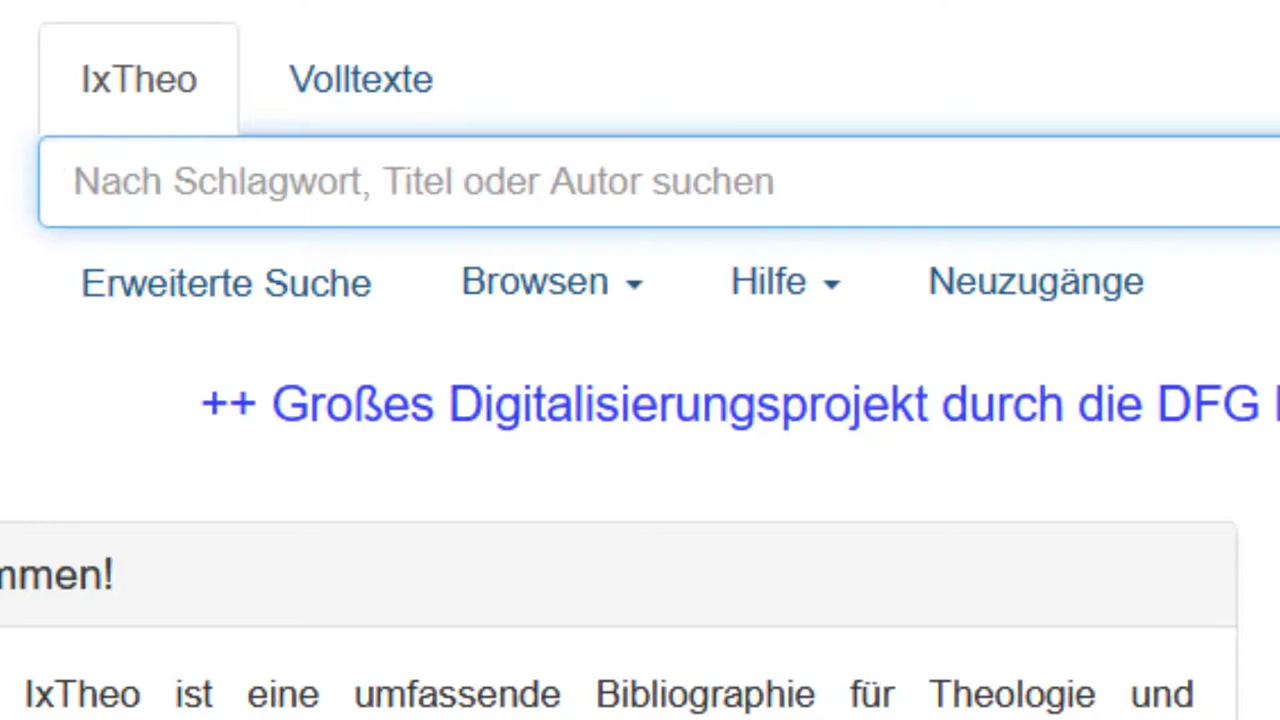 IxTheo Volltexte
Nach Schlagwort, Titel oder Autor suchen
Erweiterte Suche Browsen Hilfe Neuzugänge
++ Großes Digitalisierungsprojekt durch die DFG
mmen!
IxTheo ist eine umfassende Bibliographie für Theologie und